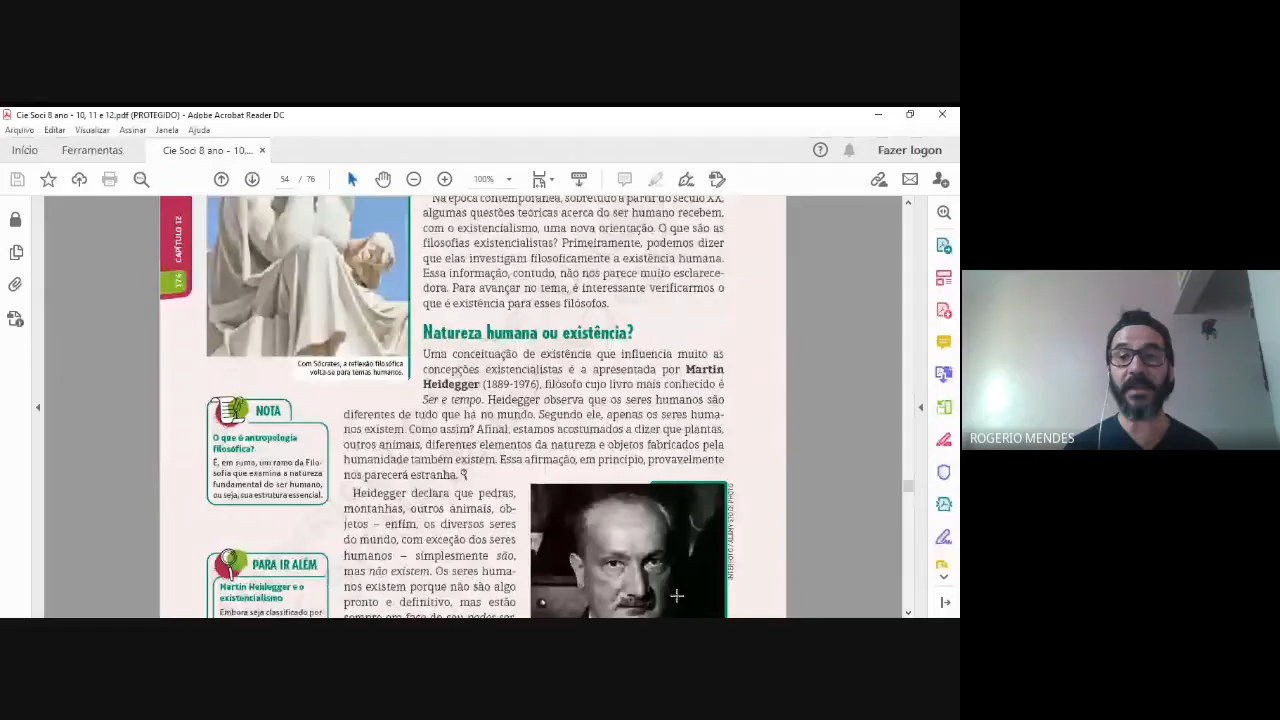 Cie Soci 8 ano - 10, 11 e 12.pdf (PROTEGIDO) - Adobe Acrobat Reader DC
Arquivo Editar Visualizar Assinar Janela Ajuda
Início Ferramentas Cie Soci 8 ano - 10,... × Fazer logon
54 / 76 100%
CAPÍTULO 12
174
Na época contemporânea, sobretudo a partir do século XX,
algumas questões teóricas acerca do ser humano recebem,
com o existencialismo, uma nova orientação. O que são as
filosofias existencialistas? Primeiramente, podemos dizer
que elas investigam filosoficamente a existência humana.
Essa informação, contudo, não nos parece muito esclarece-
dora. Para avançar no tema, é interessante verificarmos o
que é existência para esses filósofos.
Com Sócrates, a reflexão filosófica
volta-se para temas humanos.
Natureza humana ou existência?
Uma conceituação de existência que influencia muito as
concepções existencialistas é a apresentada por Martin
Heidegger (1889-1976), filósofo cujo livro mais conhecido é
Ser e tempo. Heidegger observa que os seres humanos são
diferentes de tudo que há no mundo. Segundo ele, apenas os seres huma-
nos existem. Como assim? Afinal, estamos acostumados a dizer que plantas,
outros animais, diferentes elementos da natureza e objetos fabricados pela
humanidade também existem. Essa afirmação, em princípio, provavelmente
nos parecerá estranha.
NOTA
O que é antropologia
filosófica?
É, em suma, um ramo da Filo-
sofia que examina a natureza
fundamental do ser humano,
ou seja, sua estrutura essencial.
Heidegger declara que pedras,
montanhas, outros animais, ob-
jetos – enfim, os diversos seres
do mundo, com exceção dos seres
humanos – simplesmente são,
mas não existem. Os seres huma-
nos existem porque não são algo
pronto e definitivo, mas estão
sempre em face do seu poder-ser.
PARA IR ALÉM
Martin Heidegger e o
existencialismo
Embora seja classificado por
ROGERIO MENDES